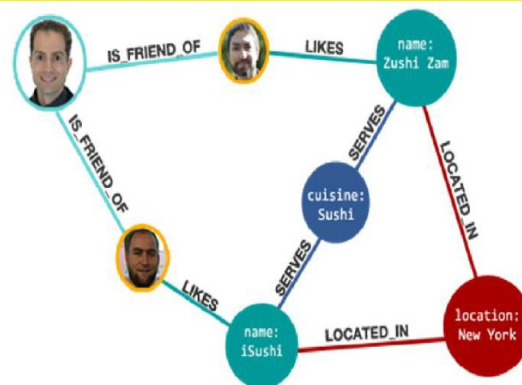 IS_FRIEND_OF
LIKES
name:
Zushi Zam
IS_FRIEND_OF
SERVES
LOCATED_IN
cuisine:
Sushi
SERVES
LIKES
name:
iSushi
LOCATED_IN
location:
New York